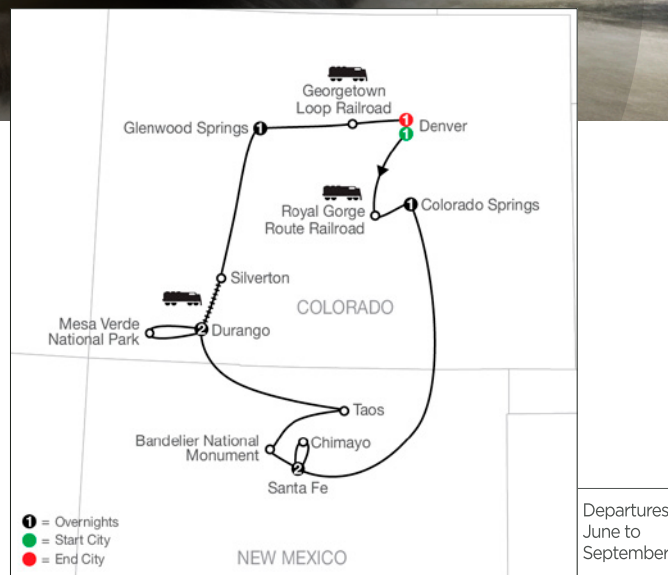 Georgetown
Loop Railroad
Glenwood Springs
1
1
1
Denver
Royal Gorge
Route Railroad
1
Colorado Springs
Silverton
COLORADO
Mesa Verde
National Park
2
Durango
Taos
Bandelier National
Monument
Chimayo
2
Santa Fe
1 = Overnights
= Start City
= End City
NEW MEXICO
Departures
June to
September